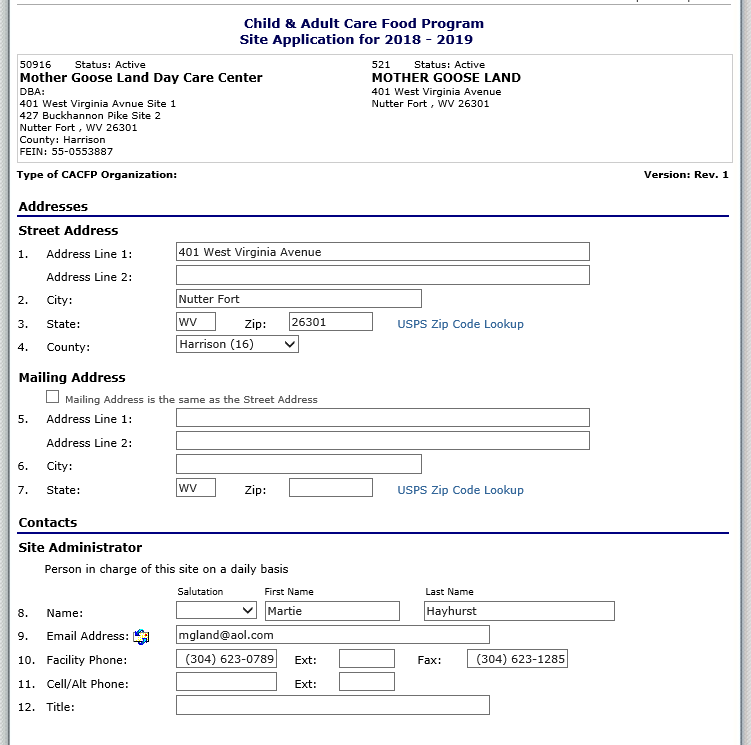 Child & Adult Care Food Program
Site Application for 2018 - 2019
50916 Status: Active
Mother Goose Land Day Care Center
DBA:
401 West Virginia Avnue Site 1
427 Buckhannon Pike Site 2
Nutter Fort , WV 26301
County: Harrison
FEIN: 55-0553887
521 Status: Active
MOTHER GOOSE LAND
401 West Virginia Avenue
Nutter Fort , WV 26301
Type of CACFP Organization: Version: Rev. 1
Addresses
Street Address
1. Address Line 1: 401 West Virginia Avenue
Address Line 2:
2. City: Nutter Fort
3. State: WV Zip: 26301 USPS Zip Code Lookup
4. County: Harrison (16)
Mailing Address
Mailing Address is the same as the Street Address
5. Address Line 1:
Address Line 2:
6. City:
7. State: WV Zip: USPS Zip Code Lookup
Contacts
Site Administrator
Person in charge of this site on a daily basis
Salutation First Name Last Name
8. Name: Martie Hayhurst
9. Email Address: mgland@aol.com
10. Facility Phone: (304) 623-0789 Ext: Fax: (304) 623-1285
11. Cell/Alt Phone: Ext:
12. Title: